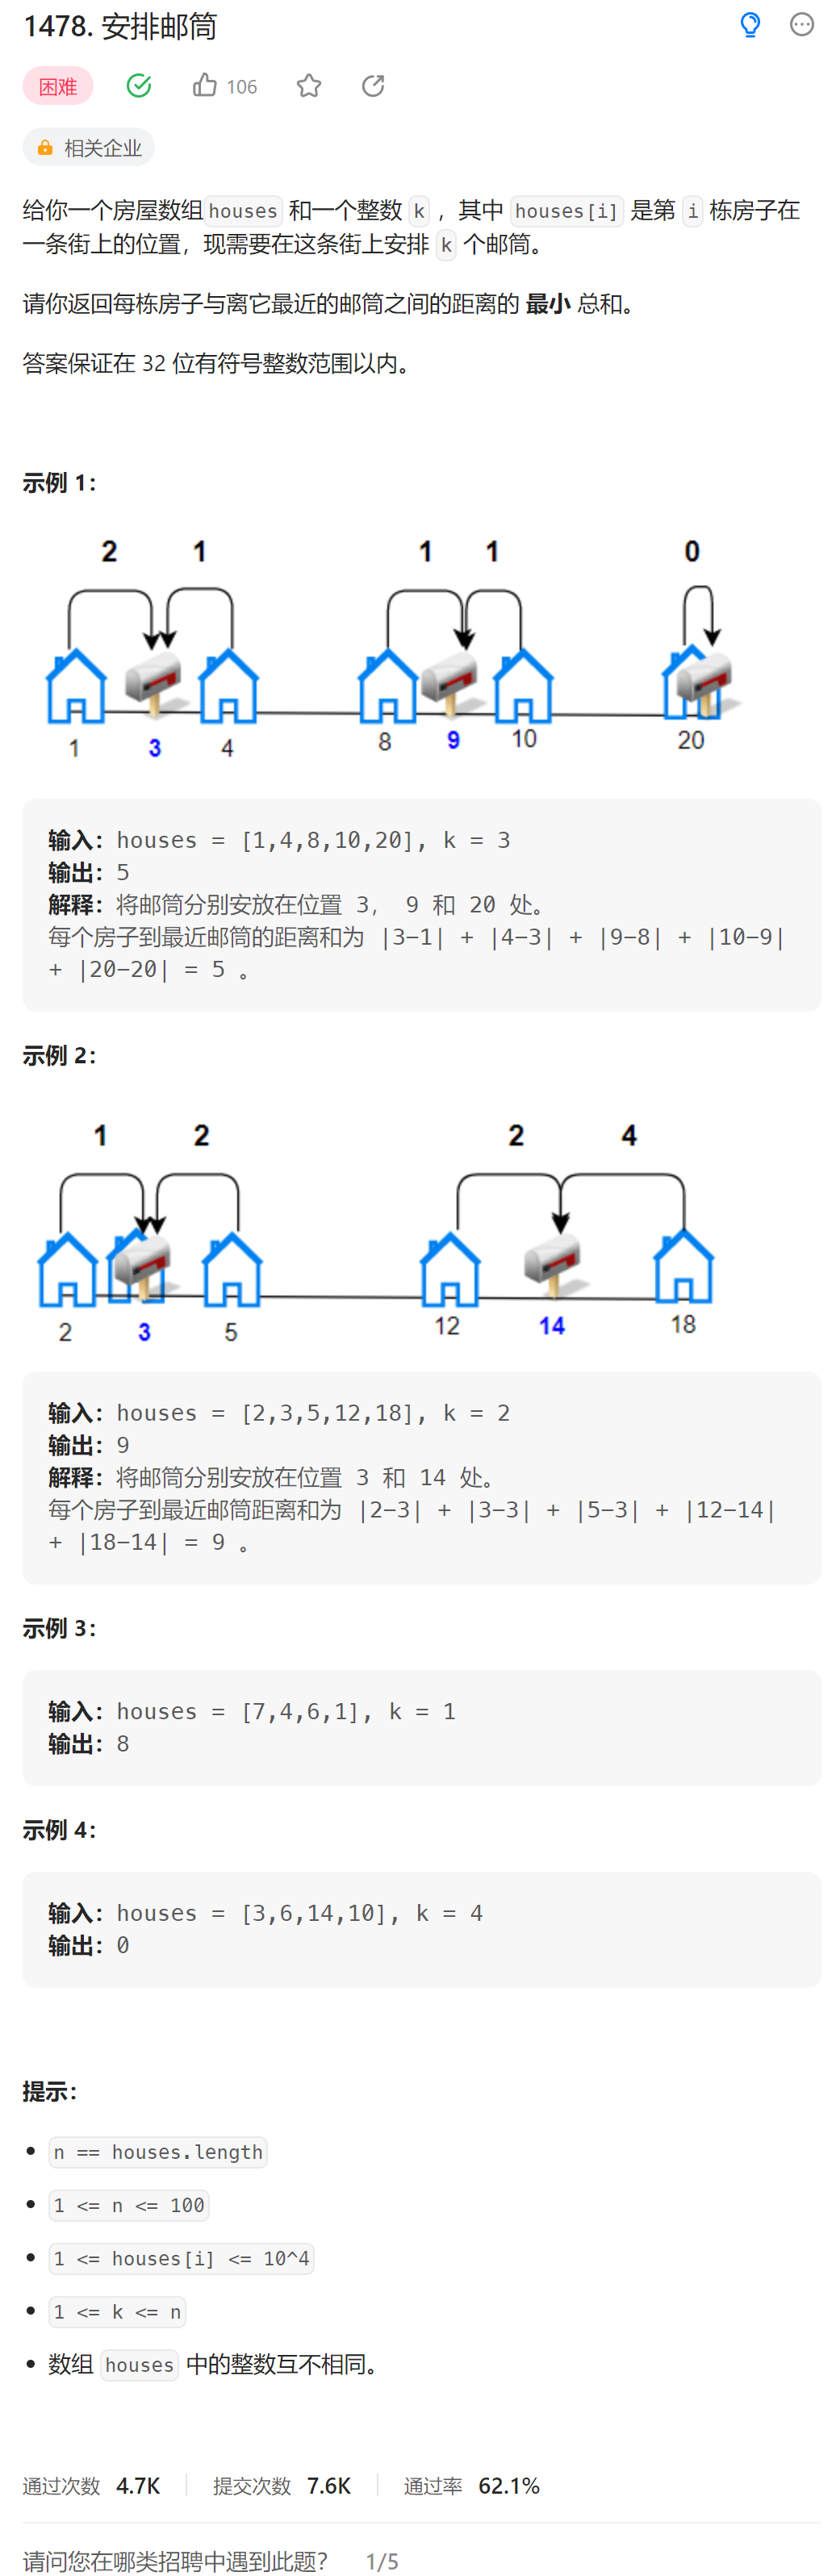 1478. 安排邮筒
困难
106
相关企业
给你一个房屋数组houses 和一个整数 k ，其中 houses[i] 是第 i 栋房子在
一条街上的位置，现需要在这条街上安排 k 个邮筒。
请你返回每栋房子与离它最近的邮筒之间的距离的 最小 总和。
答案保证在 32 位有符号整数范围以内。
示例 1：
2 1 1 1 0
1 3 4 8 9 10 20
输入：houses = [1,4,8,10,20], k = 3
输出：5
解释：将邮筒分别安放在位置 3， 9 和 20 处。
每个房子到最近邮筒的距离和为 |3-1| + |4-3| + |9-8| + |10-9|
+ |20-20| = 5 。
示例 2：
1 2 2 4
2 3 5 12 14 18
输入：houses = [2,3,5,12,18], k = 2
输出：9
解释：将邮筒分别安放在位置 3 和 14 处。
每个房子到最近邮筒距离和为 |2-3| + |3-3| + |5-3| + |12-14|
+ |18-14| = 9 。
示例 3：
输入：houses = [7,4,6,1], k = 1
输出：8
示例 4：
输入：houses = [3,6,14,10], k = 4
输出：0
提示：
n == houses.length
1 <= n <= 100
1 <= houses[i] <= 10^4
1 <= k <= n
数组 houses 中的整数互不相同。
通过次数 4.7K 提交次数 7.6K 通过率 62.1%
请问您在哪类招聘中遇到此题？ 1/5